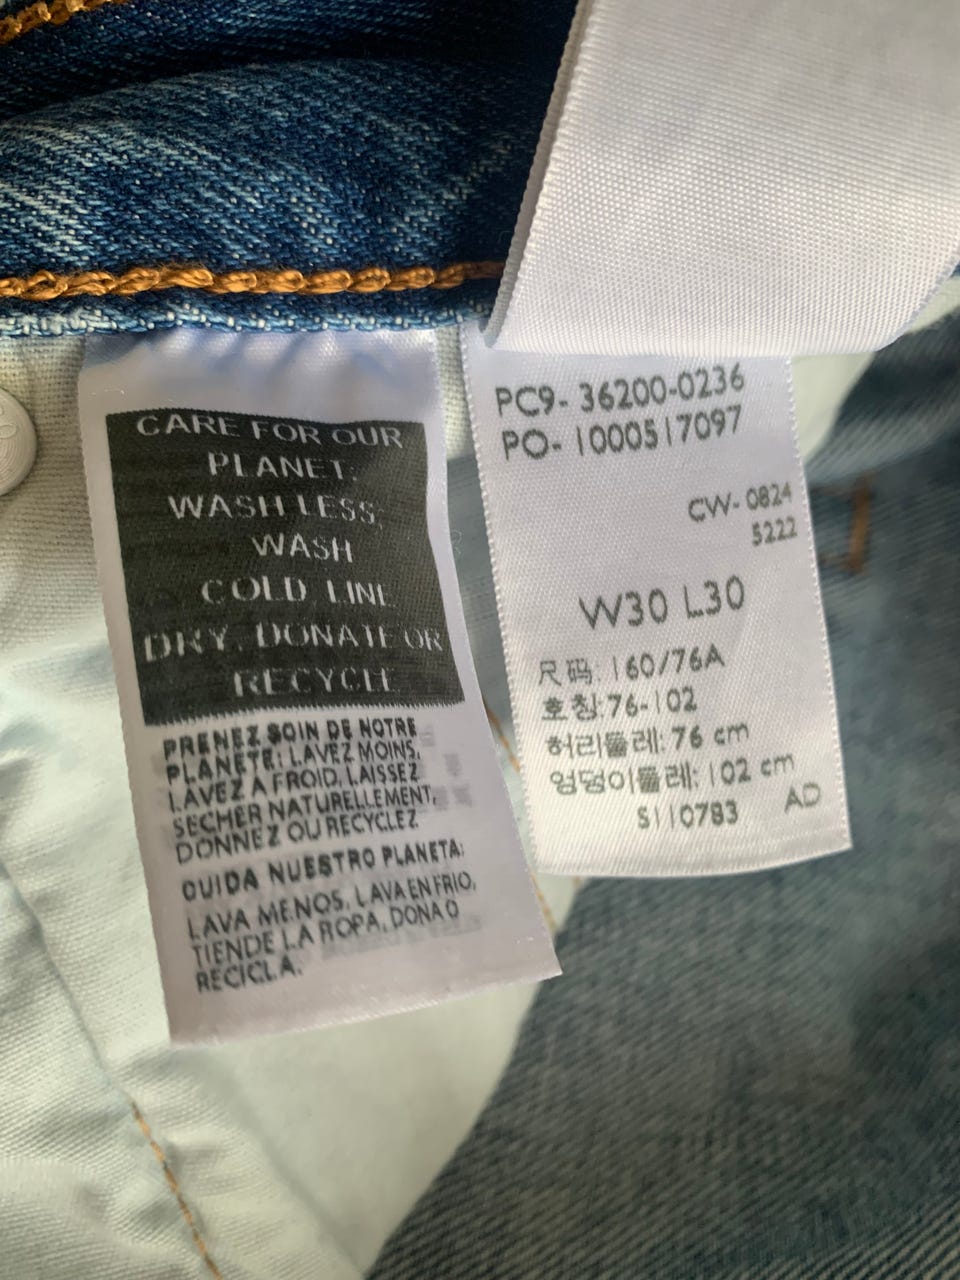 CARE FOR OUR
PLANET:
WASH LESS,
WASH
COLD LINE
DRY, DONATE OR
RECYCLE
PRENEZ SOIN DE NOTRE
PLANETE: LAVEZ MOINS,
LAVEZ A FROID, LAISSEZ
SECHER NATURELLEMENT,
DONNEZ OU RECYCLEZ
CUIDA NUESTRO PLANETA:
LAVA MENOS, LAVA EN FRIO,
TIENDE LA ROPA, DONA O
RECICLA.
PC9- 36200-0236
PO- 1000517097
CW- 0824
5222
W30 L30
尺码: 160/76A
호칭:76-102
허리둘레: 76 cm
엉덩이둘레: 102 cm
S110783 AD